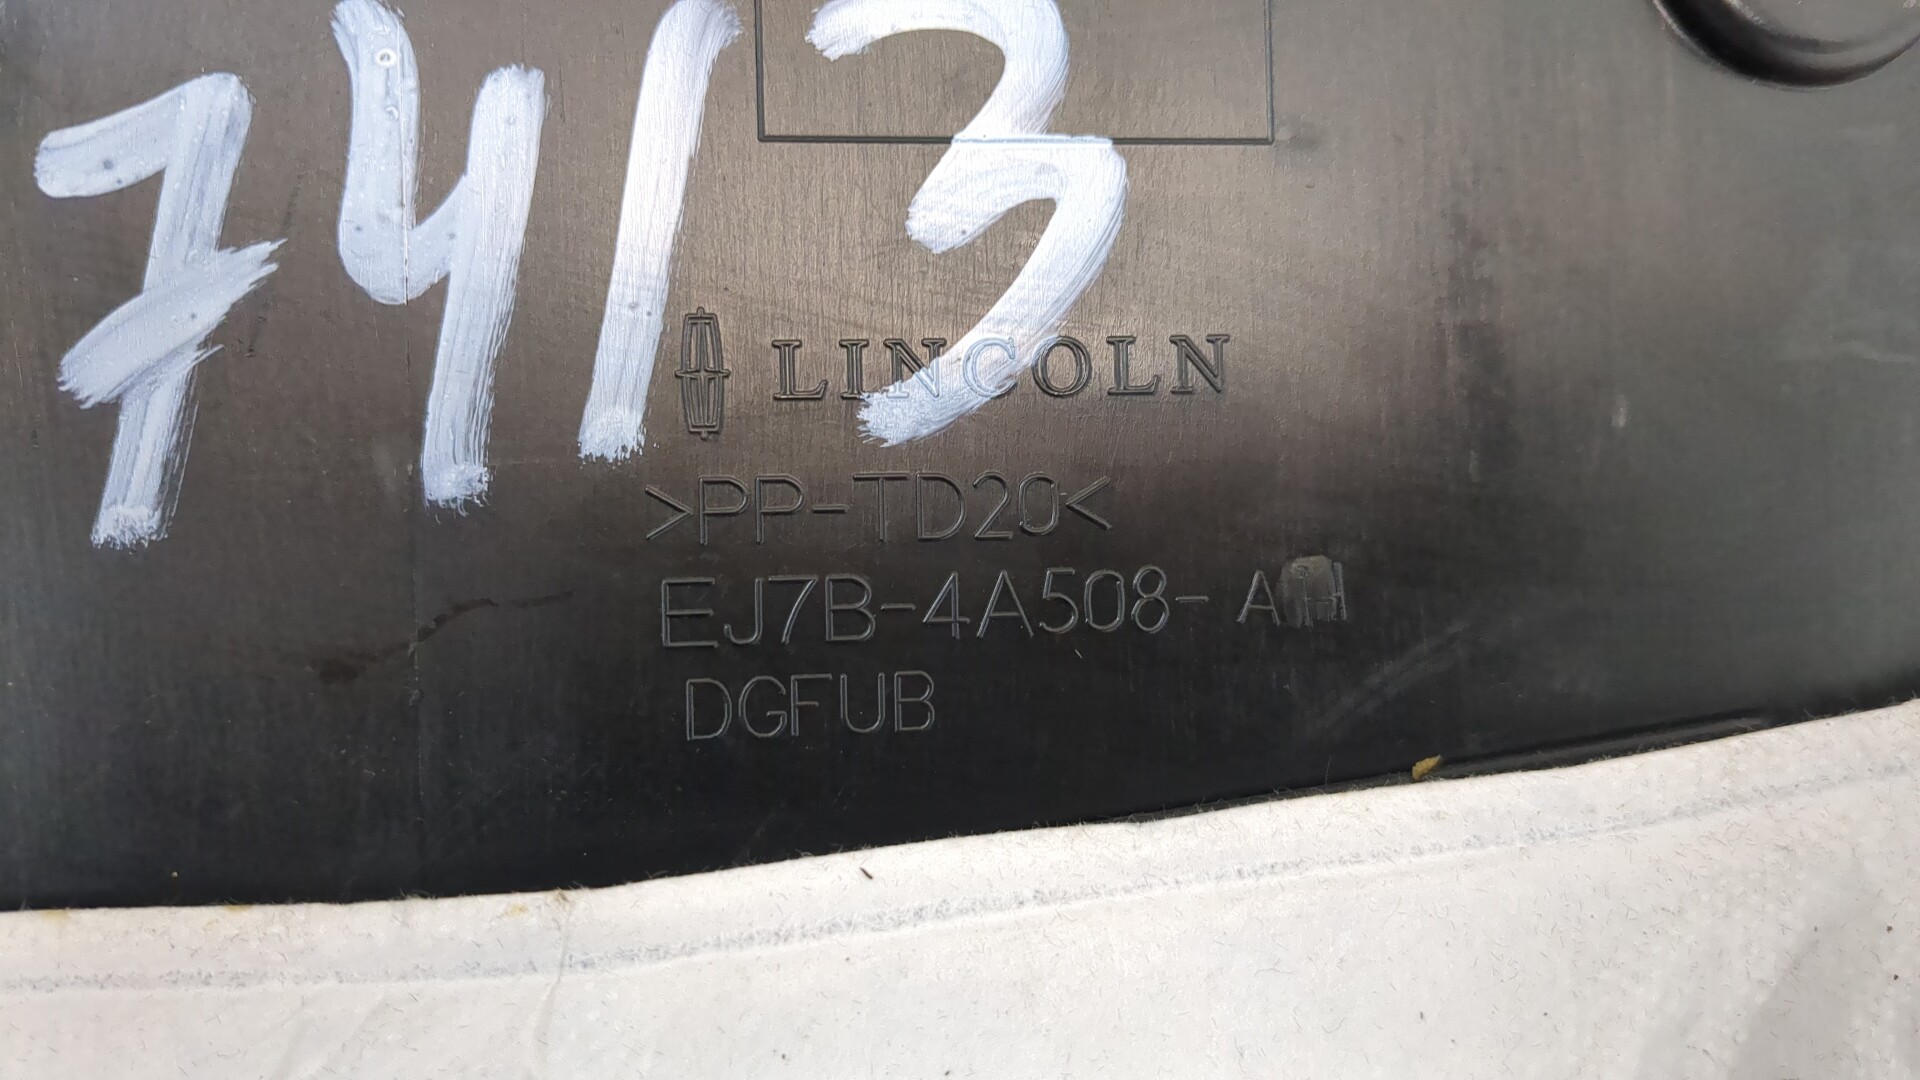 7413
LINCOLN
>PP-TD20<
EJ7B-4A508-
DGFUB